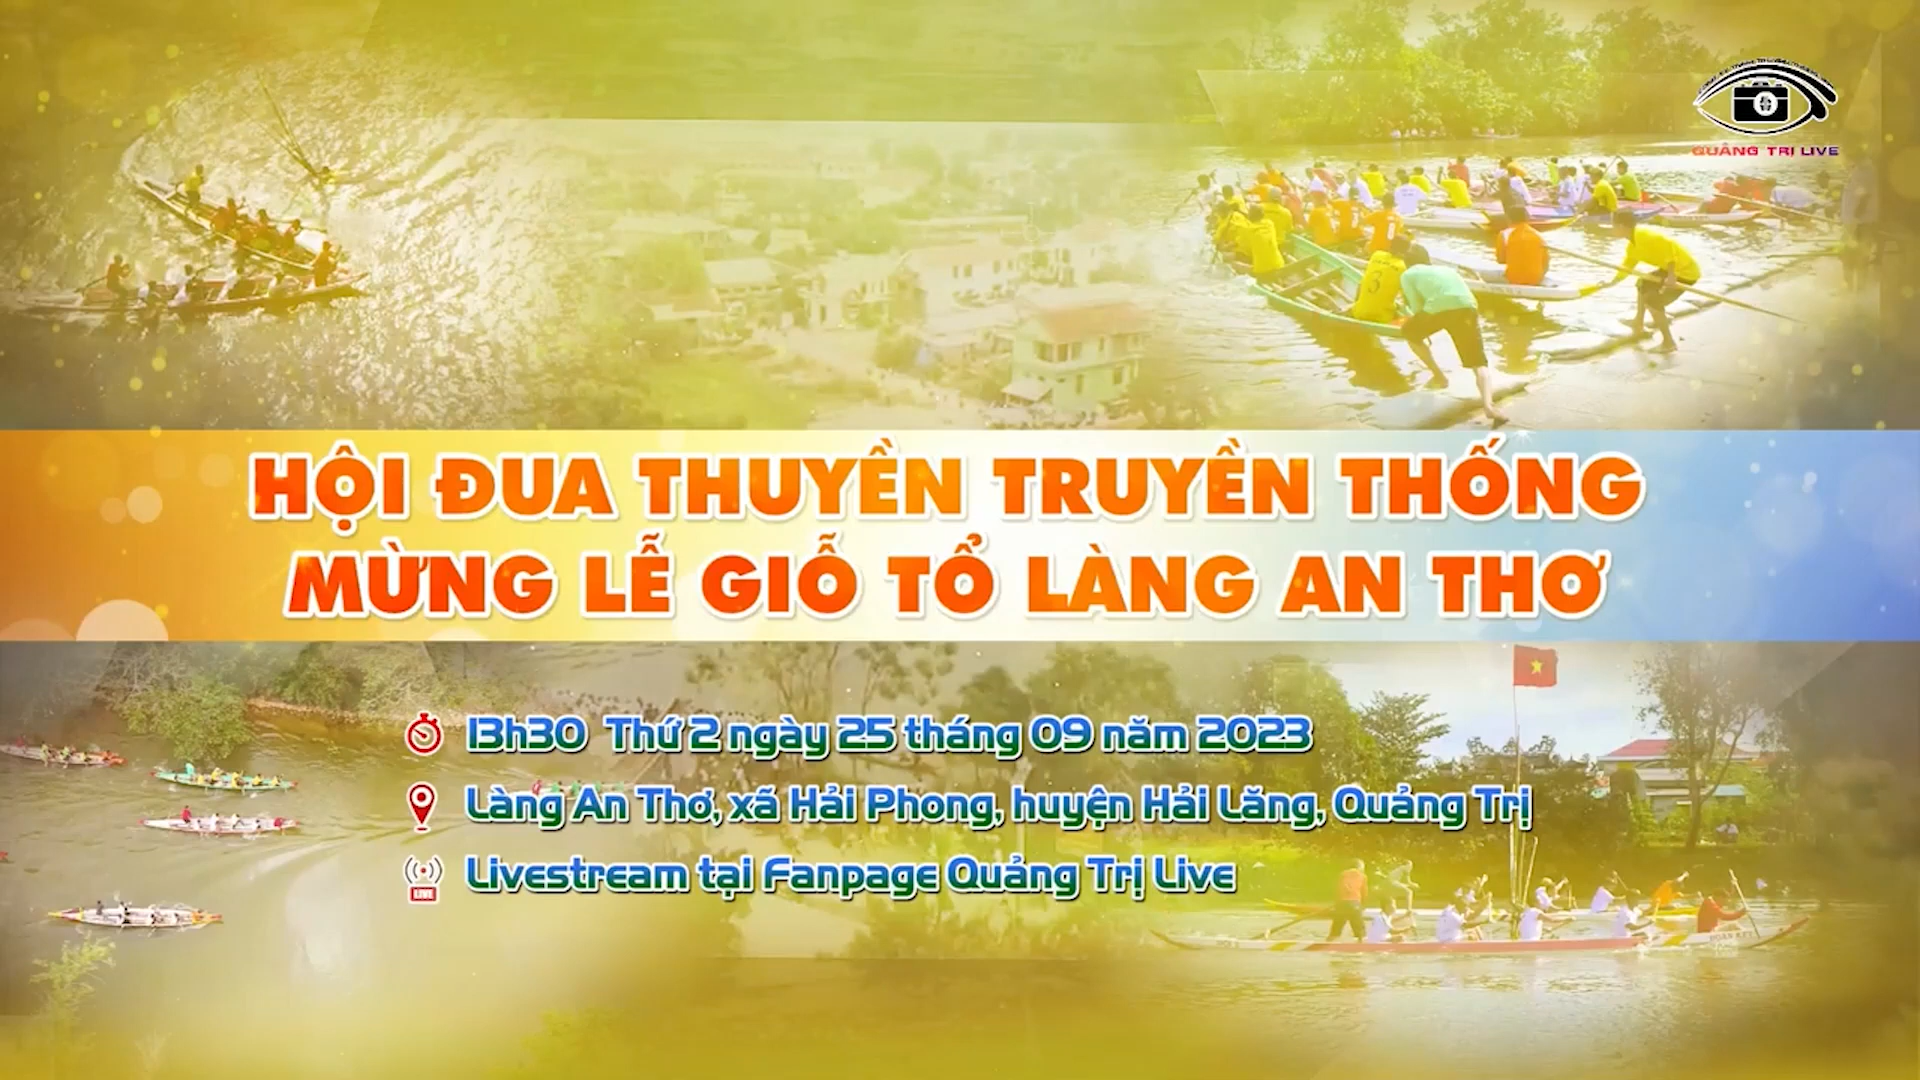 QUẢNG TRỊ LIVE
HỘI ĐUA THUYỀN TRUYỀN THỐNG
MỪNG LỄ GIỖ TỔ LÀNG AN THƠ
13h30 Thứ 2 ngày 25 tháng 09 năm 2023
Làng An Thơ, xã Hải Phong, huyện Hải Lăng, Quảng Trị
LIVE
Livestream tại Fanpage Quảng Trị Live
3